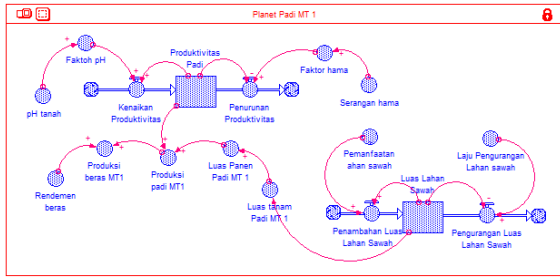 Planet Padi MT 1
Faktoh pH
Produktivitas
Padi
Faktor hama
pH tanah
Kenaikan
Produktivitas
Penurunan
Produktivitas
Serangan hama
Rendemen
beras
Produksi
beras MT1
Produksi
padi MT1
Luas Panen
Padi MT 1
Luas tanam
Padi MT 1
Pemanfaatan
ahan sawah
Laju Pengurangan
Lahan sawah
Luas Lahan
Sawah
Penambahan Luas
Lahan Sawah
Pengurangan Luas
Lahan Sawah